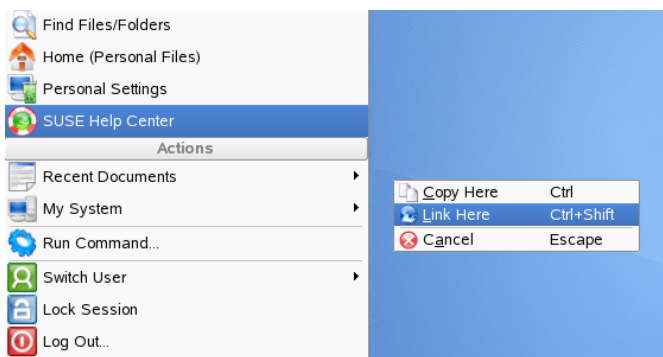 Find Files/Folders
Home (Personal Files)
Personal Settings
SUSE Help Center
Actions
Recent Documents
My System
Run Command...
Switch User
Lock Session
Log Out...
Copy Here Ctrl
Link Here Ctrl+Shift
Cancel Escape